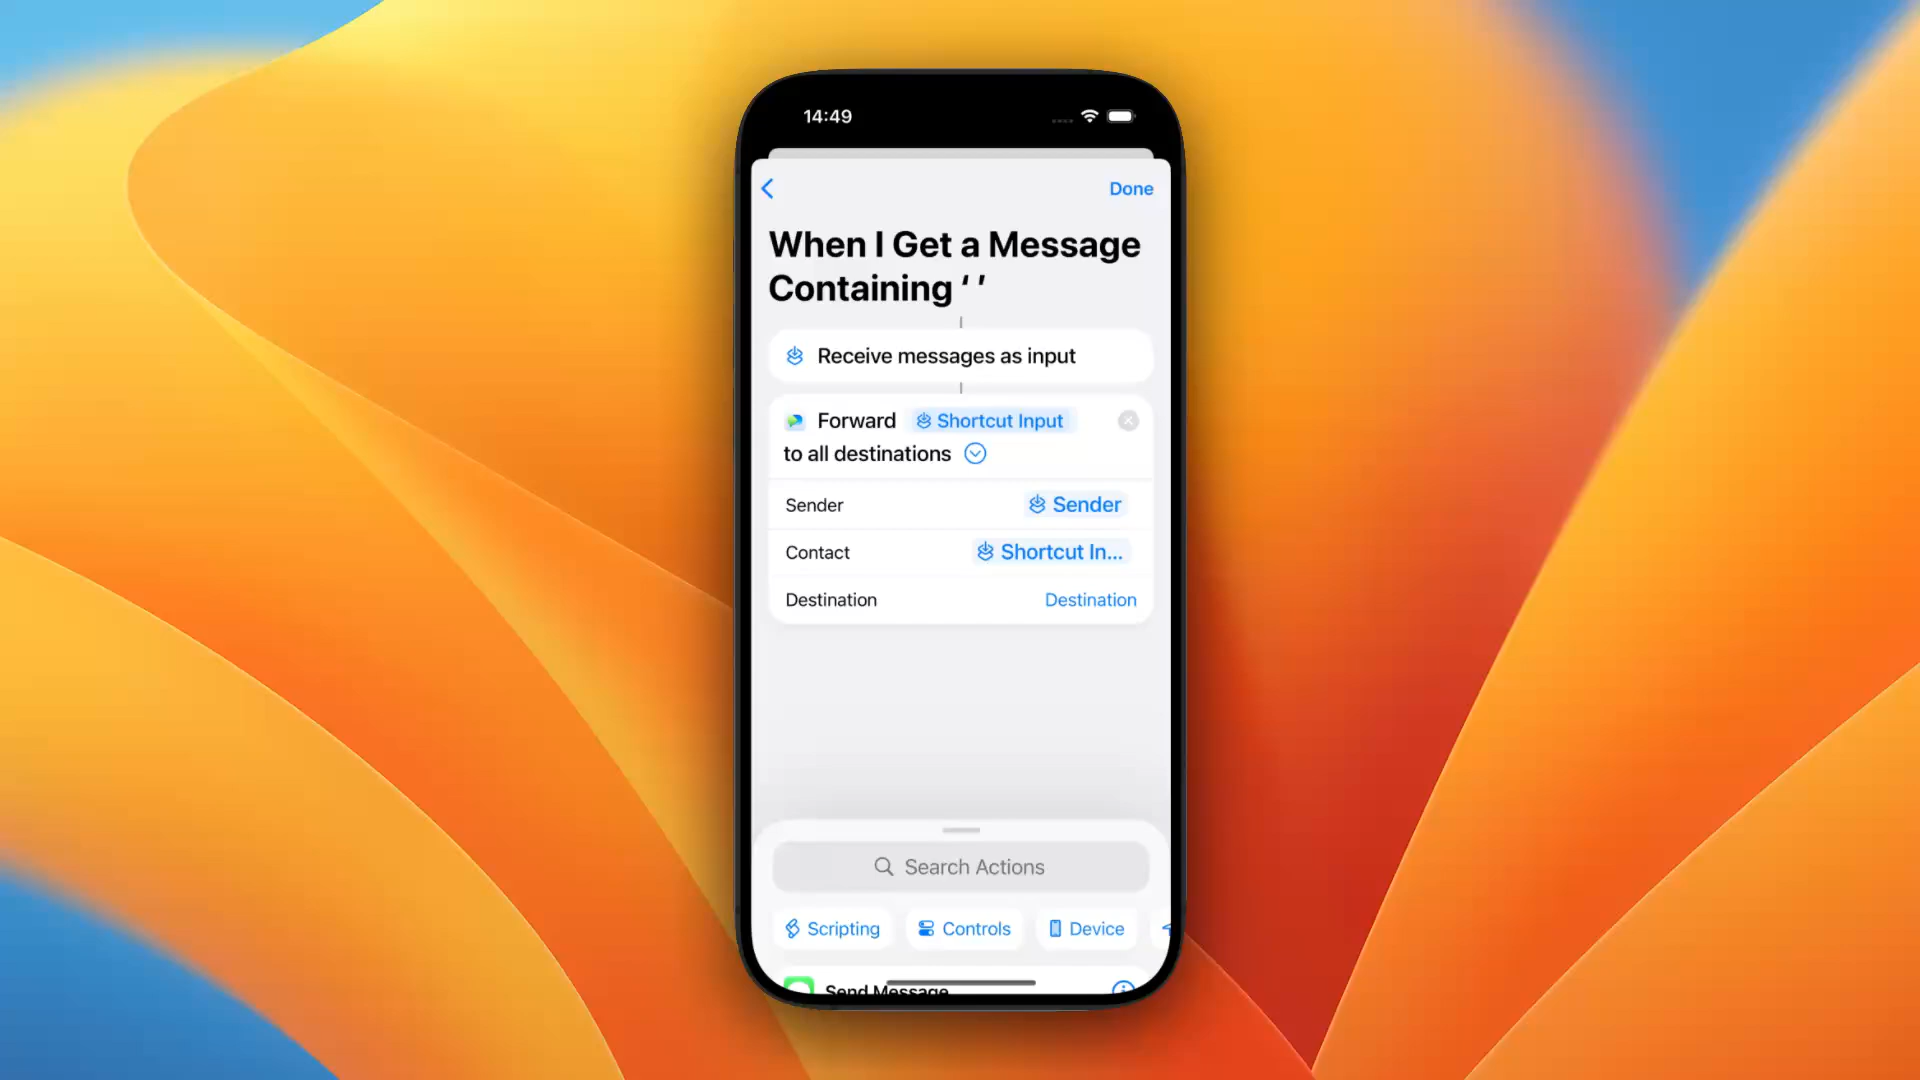 14:49
Done
When I Get a Message
Containing ‘ ’
Receive messages as input
Forward Shortcut Input
to all destinations
Sender Sender
Contact Shortcut In...
Destination Destination
Search Actions
Scripting Controls Device
Send Message